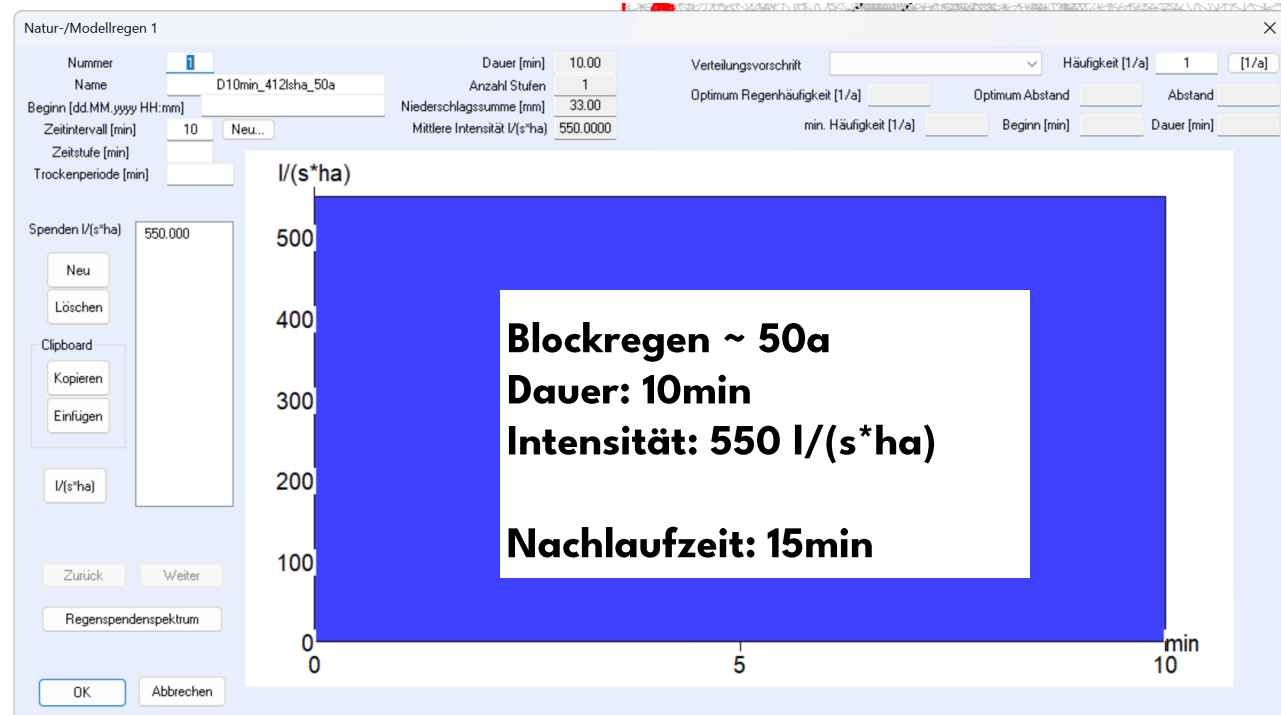 Natur-/Modellregen 1
Nummer 1
Name D10min_412lsha_50a
Beginn [dd.MM.yyyy HH:mm]
Zeitintervall [min] 10 Neu...
Zeitstufe [min]
Trockenperiode [min]
Dauer [min] 10.00
Anzahl Stufen 1
Niederschlagssumme [mm] 33.00
Mittlere Intensität l/(s*ha) 550.0000
Verteilungsvorschrift
Häufigkeit [1/a] 1 [1/a]
Optimum Regenhäufigkeit [1/a]
Optimum Abstand
Abstand
min. Häufigkeit [1/a]
Beginn [min]
Dauer [min]
Spenden l/(s*ha) 550.000
Neu
Löschen
Clipboard
Kopieren
Einfügen
l/(s*ha)
Zurück Weiter
Regenspendenspektrum
OK Abbrechen
l/(s*ha)
500
400
300
200
100
0
0 5 10
min
Blockregen ~ 50a
Dauer: 10min
Intensität: 550 l/(s*ha)
Nachlaufzeit: 15min